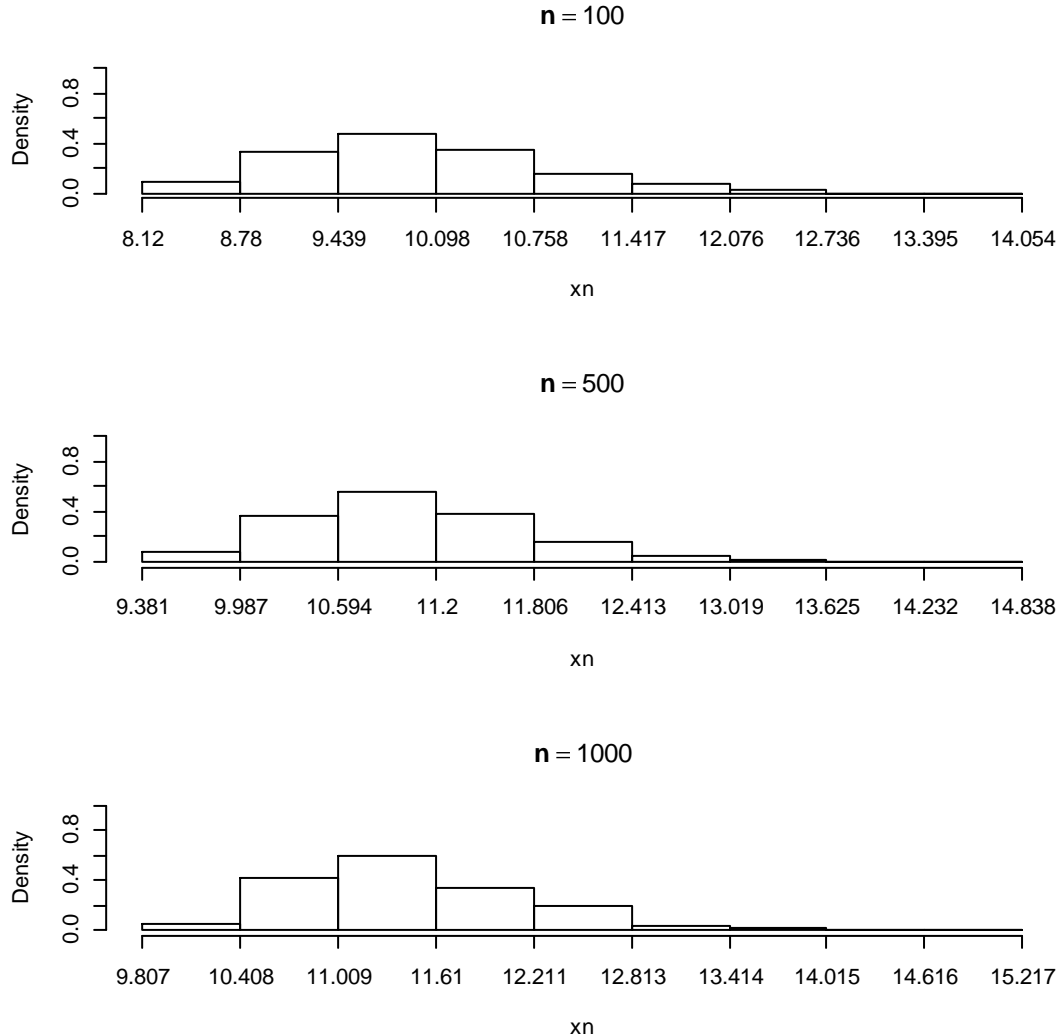 n = 100
Density
0.0 0.4 0.8
8.12 8.78 9.439 10.098 10.758 11.417 12.076 12.736 13.395 14.054
xn
n = 500
Density
0.0 0.4 0.8
9.381 9.987 10.594 11.2 11.806 12.413 13.019 13.625 14.232 14.838
xn
n = 1000
Density
0.0 0.4 0.8
9.807 10.408 11.009 11.61 12.211 12.813 13.414 14.015 14.616 15.217
xn